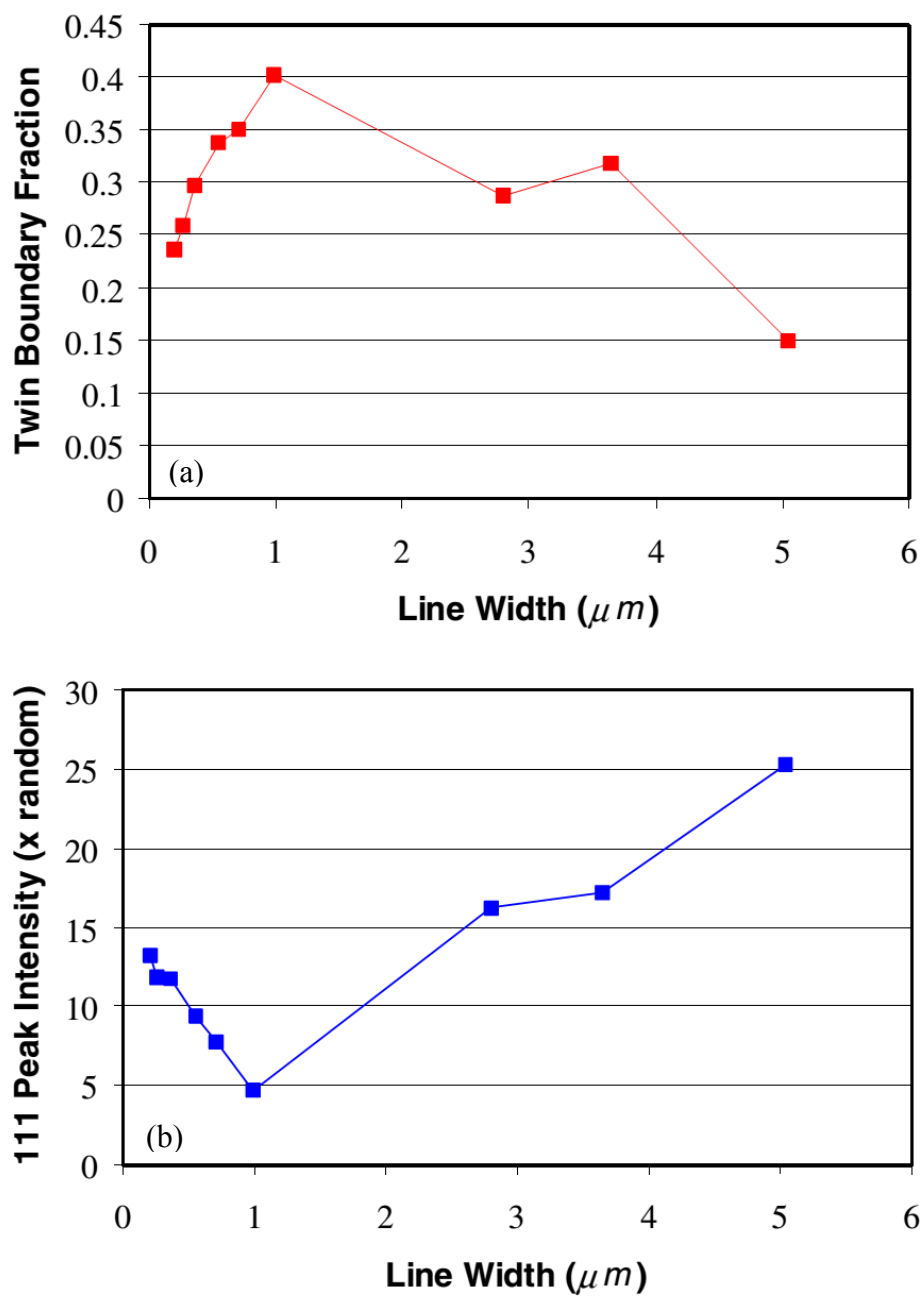 0.45
0.4
0.35
0.3
0.25
0.2
0.15
0.1
0.05
0
Twin Boundary Fraction
(a)
0 1 2 3 4 5 6
Line Width (μm)
30
25
20
15
10
5
0
111 Peak Intensity (x random)
(b)
0 1 2 3 4 5 6
Line Width (μm)